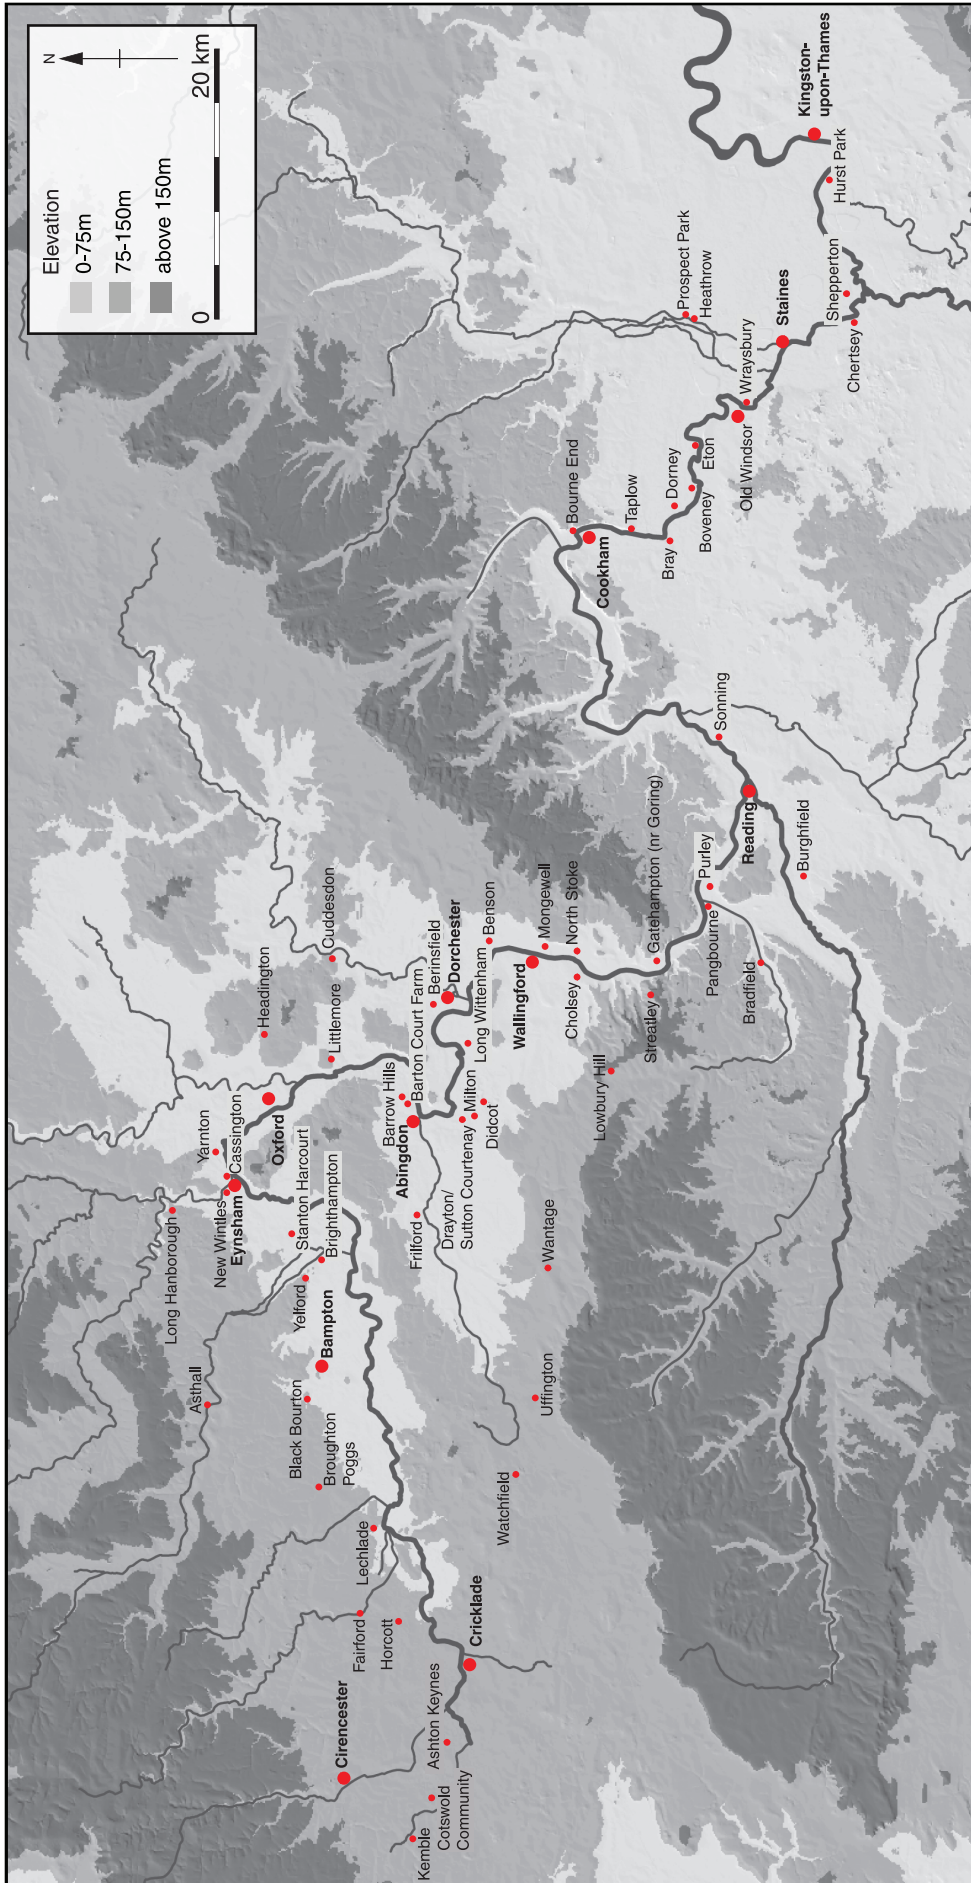 Elevation
0-75m
75-150m
above 150m
N
0
20 km
Kingston-
upon-Thames
Hurst Park
Shepperton
Chertsey
Staines
Prospect Park
Heathrow
Wraysbury
Old Windsor
Eton
Dorney
Boveney
Bray
Taplow
Bourne End
Cookham
Sonning
Reading
Burghfield
Purley
Pangbourne
Bradfield
Gatehampton (nr Goring)
Streatley
Lowbury Hill
North Stoke
Cholsey
Mongewell
Wallingford
Benson
Dorchester
Berinsfield
Long Wittenham
Cuddesdon
Headington
Littlemore
Barton Court Farm
Barrow Hills
Abingdon
Milton
Didcot
Drayton/
Sutton Courtenay
Frilford
Oxford
Yarnton
Cassington
New Wintles
Eynsham
Long Hanborough
Stanton Harcourt
Brighthampton
Yelford
Bampton
Black Bourton
Broughton
Poggs
Asthall
Wantage
Uffington
Watchfield
Lechlade
Fairford
Horcott
Cricklade
Cirencester
Ashton Keynes
Cotswold
Community
Kemble